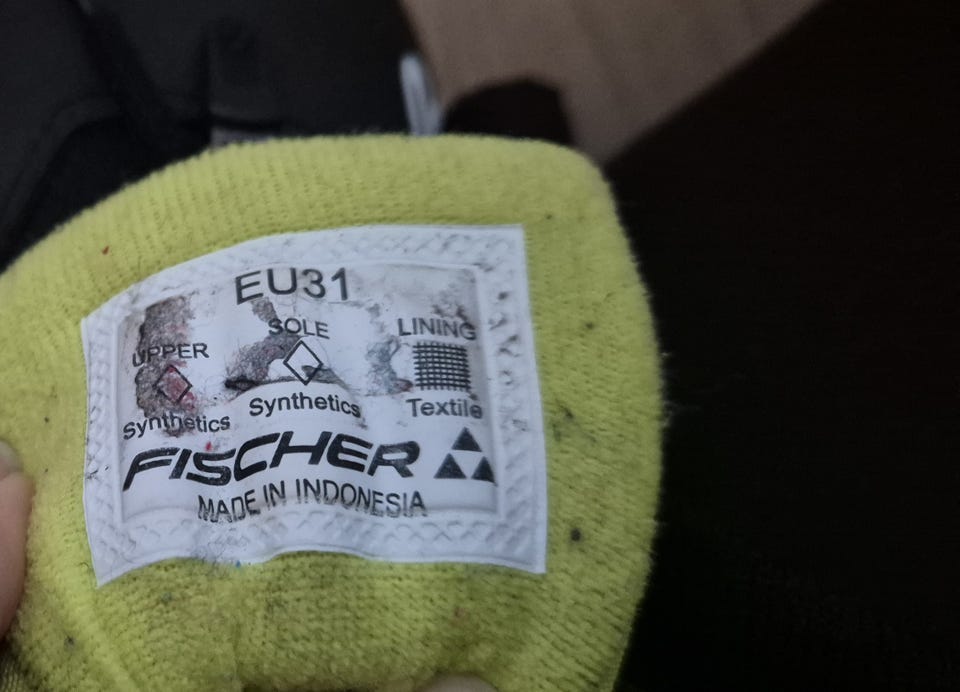 EU31
UPPER SOLE LINING
Synthetics Synthetics Textile
FISCHER
MADE IN INDONESIA